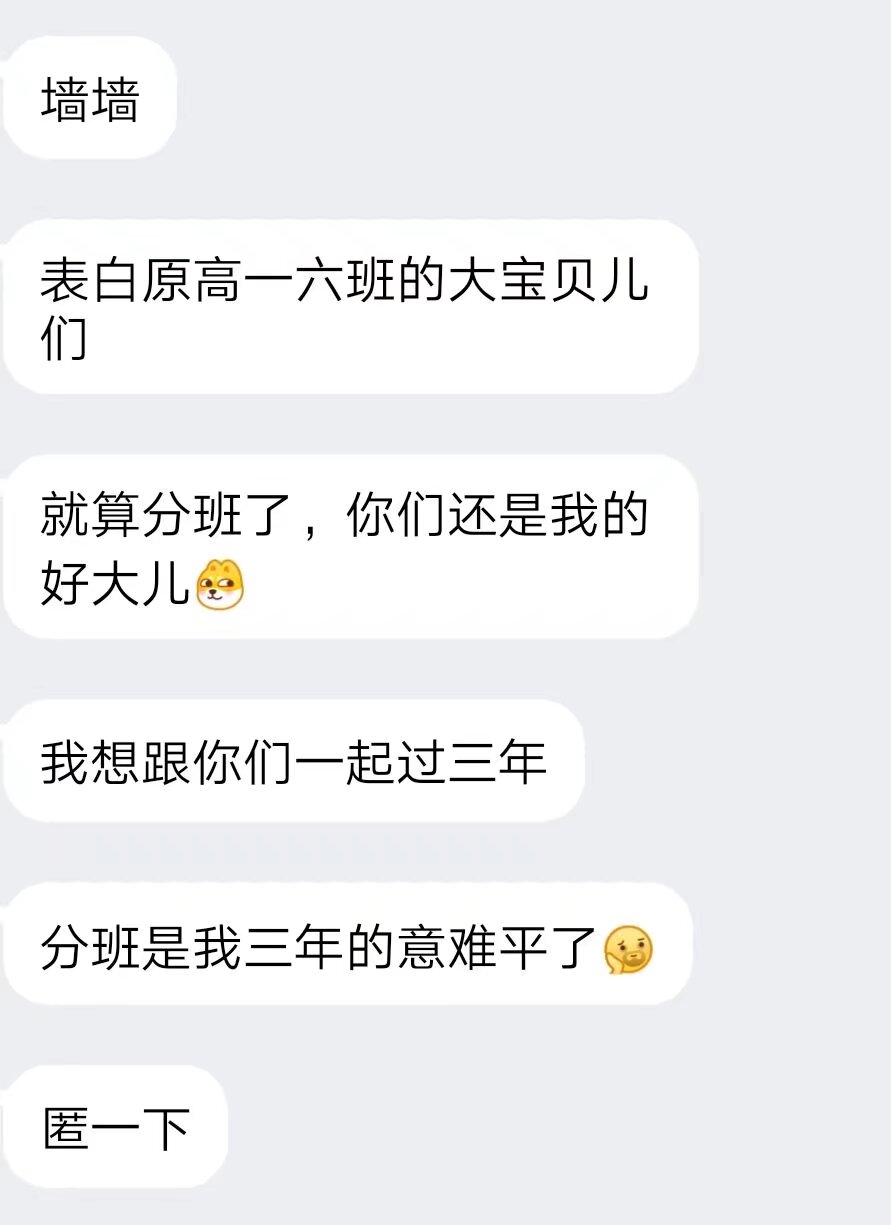 墙墙
表白原高一六班的大宝贝儿
们
就算分班了，你们还是我的
好大儿
我想跟你们一起过三年
分班是我三年的意难平了
匿一下